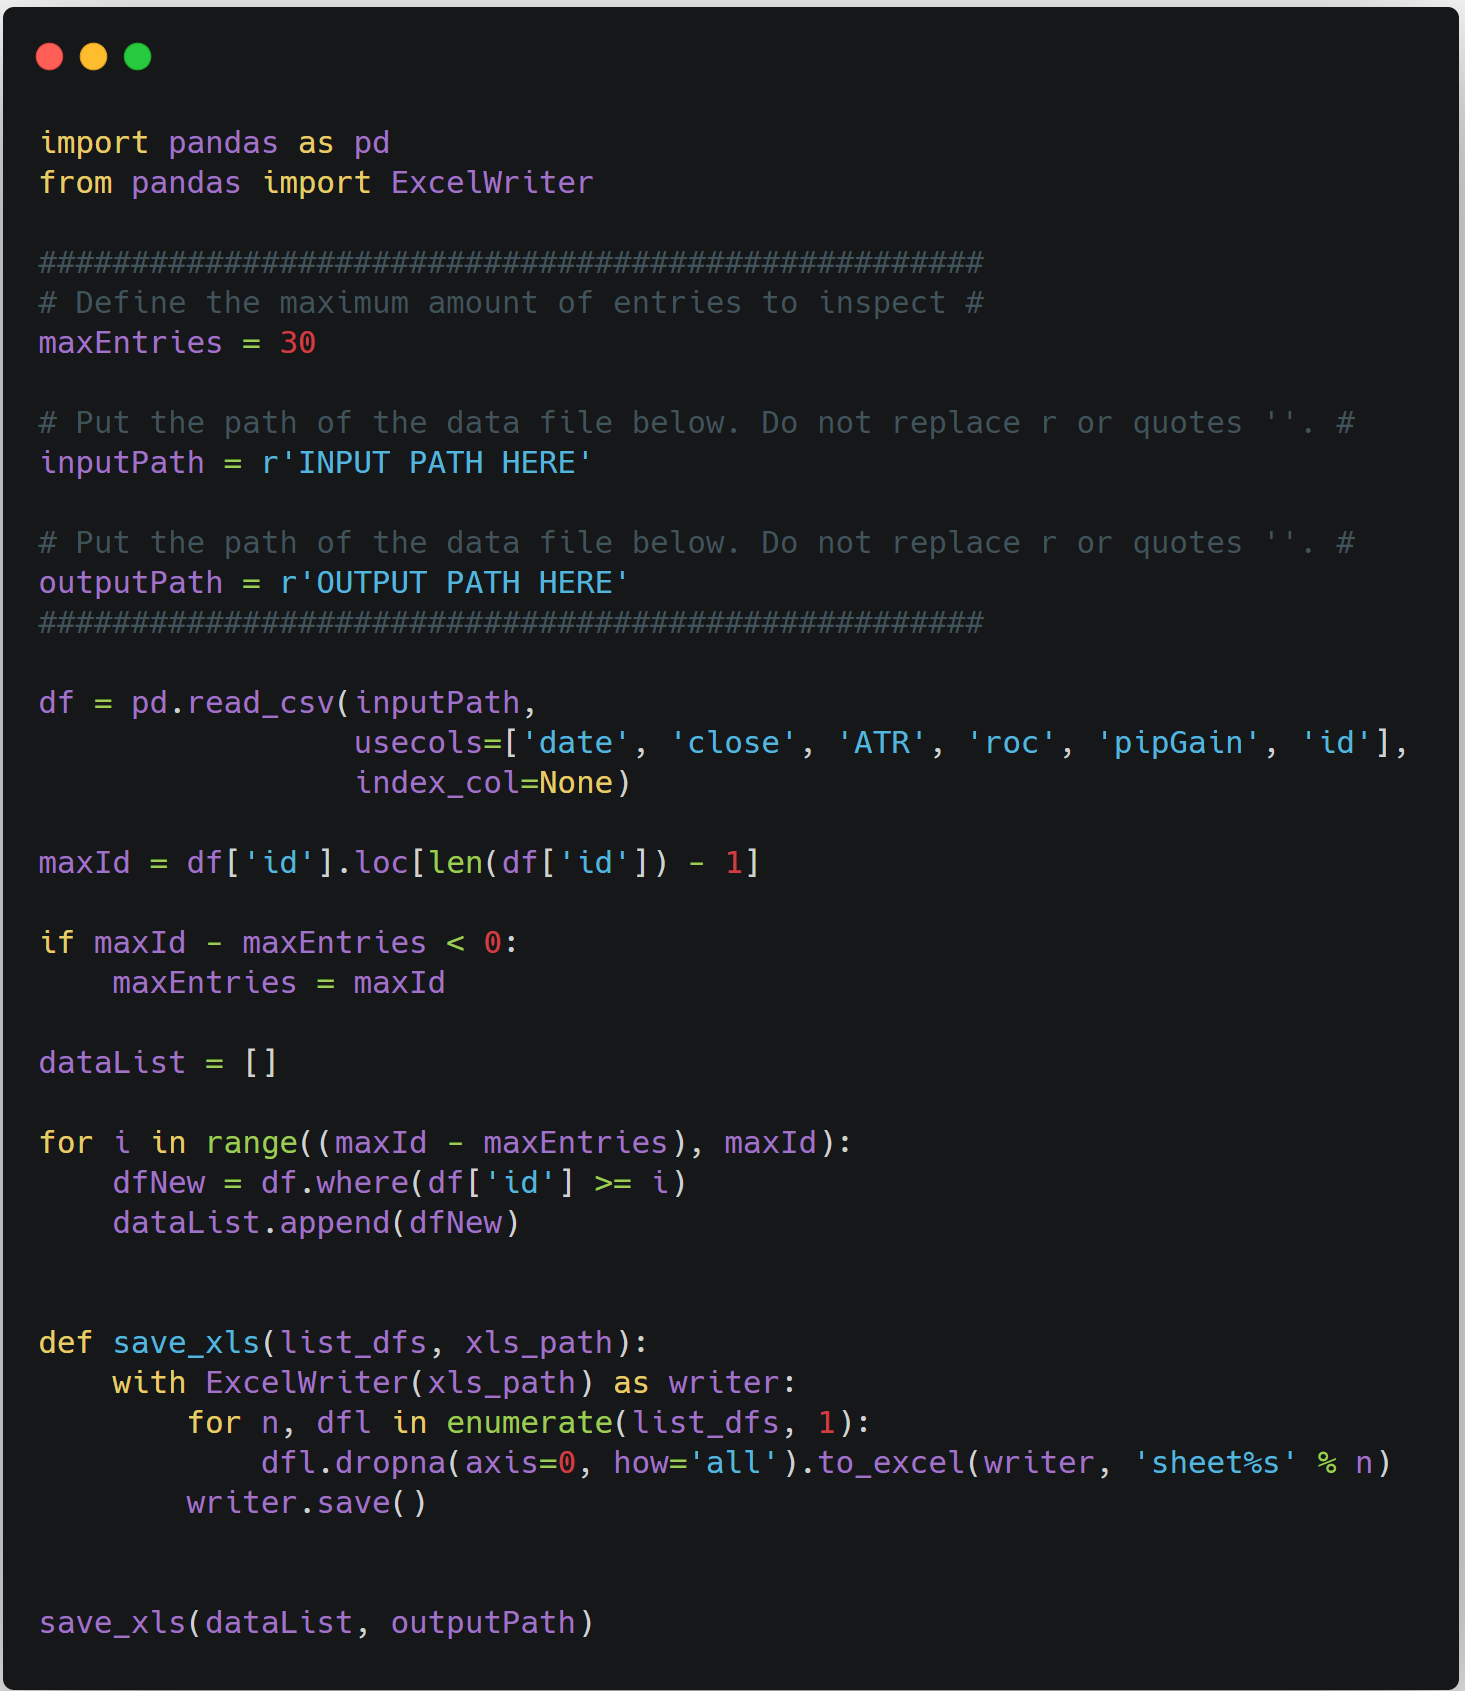 import pandas as pd
from pandas import ExcelWriter
###################################################
# Define the maximum amount of entries to inspect #
maxEntries = 30
# Put the path of the data file below. Do not replace r or quotes ''. #
inputPath = r'INPUT PATH HERE'
# Put the path of the data file below. Do not replace r or quotes ''. #
outputPath = r'OUTPUT PATH HERE'
###################################################
df = pd.read_csv(inputPath,
                 usecols=['date', 'close', 'ATR', 'roc', 'pipGain', 'id'],
                 index_col=None)
maxId = df['id'].loc[len(df['id']) - 1]
if maxId - maxEntries < 0:
    maxEntries = maxId
dataList = []
for i in range((maxId - maxEntries), maxId):
    dfNew = df.where(df['id'] >= i)
    dataList.append(dfNew)
def save_xls(list_dfs, xls_path):
    with ExcelWriter(xls_path) as writer:
        for n, dfl in enumerate(list_dfs, 1):
            dfl.dropna(axis=0, how='all').to_excel(writer, 'sheet%s' % n)
        writer.save()
save_xls(dataList, outputPath)